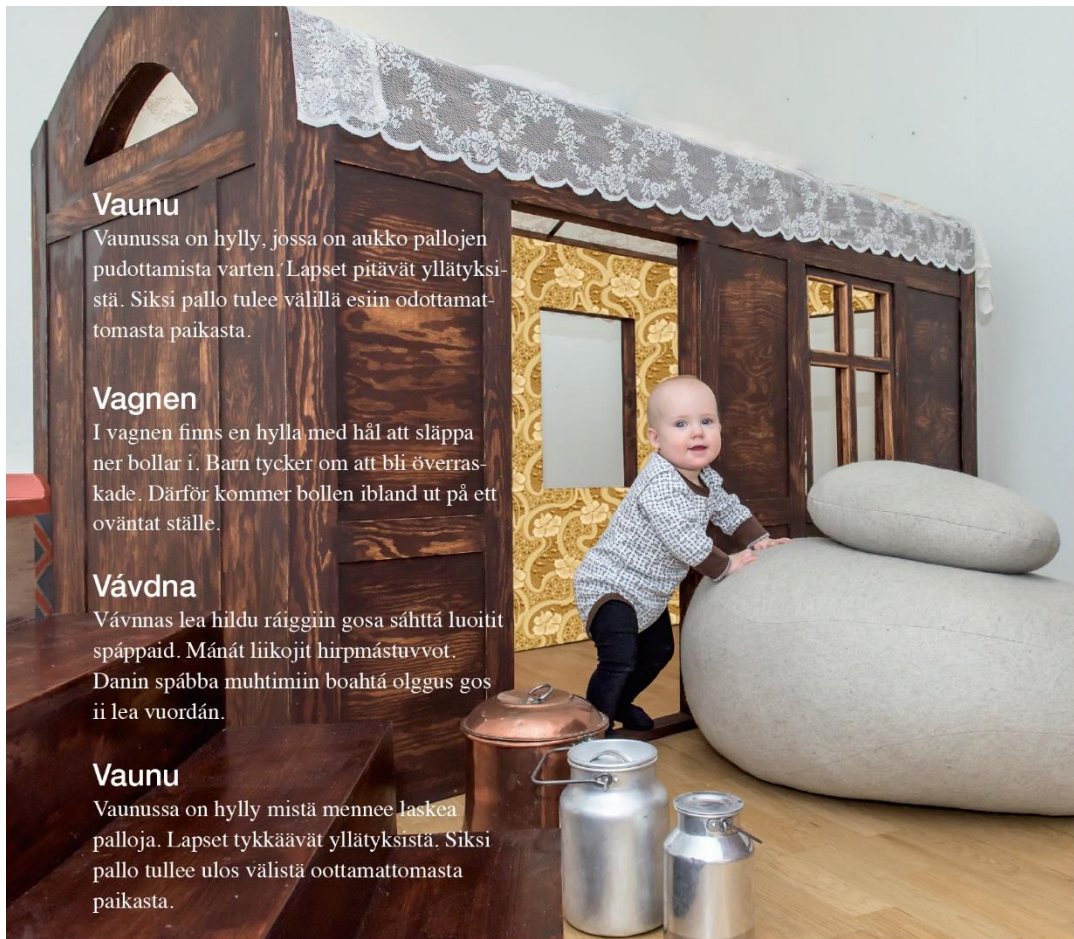 Vaunu
Vaunussa on hylly, jossa on aukko pallojen
pudottamista varten. Lapset pitävät yllätyksi-
stä. Siksi pallo tulee välillä esiin odottamat-
tomasta paikasta.
Vagnen
I vagnen finns en hylla med hål att släppa
ner bollar i. Barn tycker om att bli överras-
kade. Därför kommer bollen ibland ut på ett
oväntat ställe.
Vávdna
Vávnnas lea hildu ráiggiin gosa sáhttá luoitit
spáppaid. Mánát liikojit hirpmástuvvot.
Danin spábba muhtimiin boahtá olggus gos
ii lea vuordán.
Vaunu
Vaunussa on hylly mistä mennee laskea
palloja. Lapset tykkäävät yllätyksistä. Siksi
pallo tullee ulos välistä oottamattomasta
paikasta.